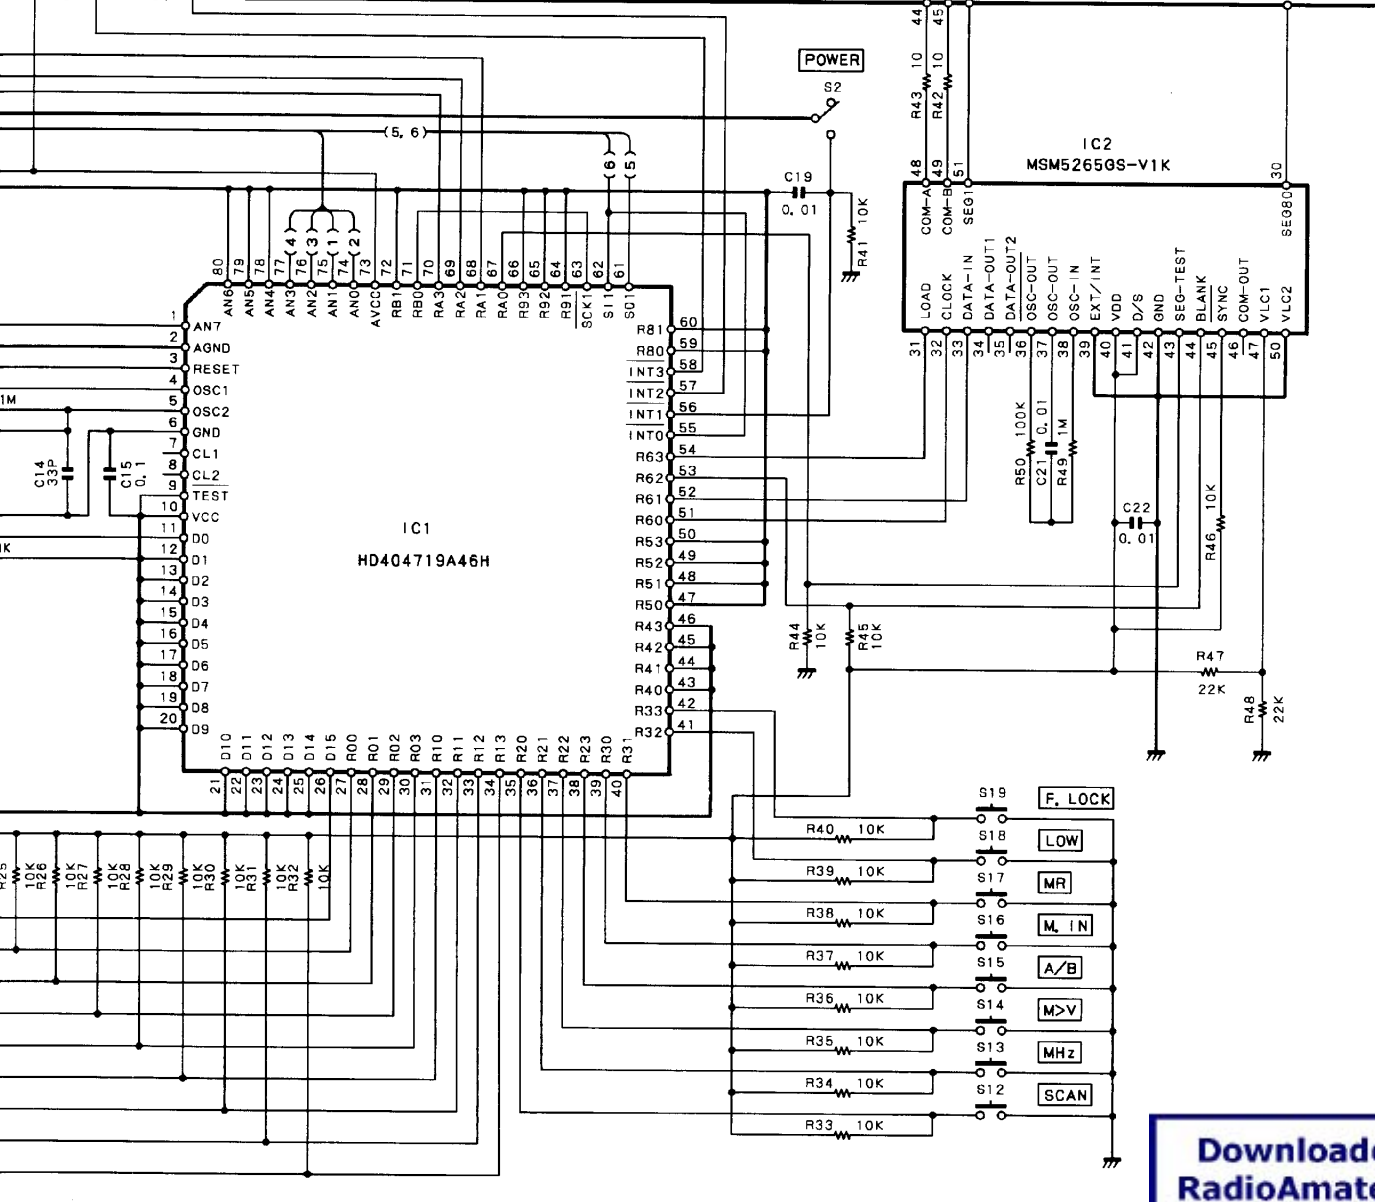 44
45
10
10
R43
R42
POWER
S2
(5, 6)
(6)
(5)
IC2
MSM5265GS-V1K
48
49
51
30
COM-A
COM-B
SEG1
SEG80
C19
0.01
10K
R41
80
79
78
77
76
75
74
73
72
71
70
69
68
67
66
65
64
63
62
61
(4)
(3)
(1)
(2)
AN6
AN5
AN4
AN3
AN2
AN1
AN0
AVCC
RB1
RB0
RA3
RA2
RA1
RA0
R93
R92
R91
SCK1
SI1
SO1
LOAD
CLOCK
DATA-IN
DATA-OUT1
DATA-OUT2
OSC-OUT
OSC-OUT
OSC-IN
EXT/INT
VDD
D/S
GND
SEG-TEST
BLANK
SYNC
COM-OUT
VLC1
VLC2
31
32
33
34
35
36
37
38
39
40
41
42
43
44
45
46
47
50
1 AN7
2 AGND
3 RESET
4 OSC1
5 OSC2
6 GND
7 CL1
8 CL2
9 TEST
10 VCC
11 D0
12 D1
13 D2
14 D3
15 D4
16 D5
17 D6
18 D7
19 D8
20 D9
1M
C14
33P
C15
0.1
K
IC1
HD404719A46H
R81 60
R80 59
INT3 58
INT2 57
INT1 56
INT0 55
R63 54
R62 53
R61 52
R60 51
R53 50
R52 49
R51 48
R50 47
R43 46
R42 45
R41 44
R40 43
R33 42
R32 41
R50 100K
C21 0.01
R49 1M
C22
0.01
R46 10K
R44
10K
R45
10K
R47
22K
R48
22K
D10
D11
D12
D13
D14
D15
R00
R01
R02
R03
R10
R11
R12
R13
R20
R21
R22
R23
R30
R31
21
22
23
24
25
26
27
28
29
30
31
32
33
34
35
36
37
38
39
40
R25
10K
R26
10K
R27
10K
R28
10K
R29
10K
R30
10K
R31
10K
R32
10K
S19 F. LOCK
R40 10K
S18 LOW
R39 10K
S17 MR
R38 10K
S16 M. IN
R37 10K
S15 A/B
R36 10K
S14 M>V
R35 10K
S13 MHz
R34 10K
S12 SCAN
R33 10K
Downloade
RadioAmate